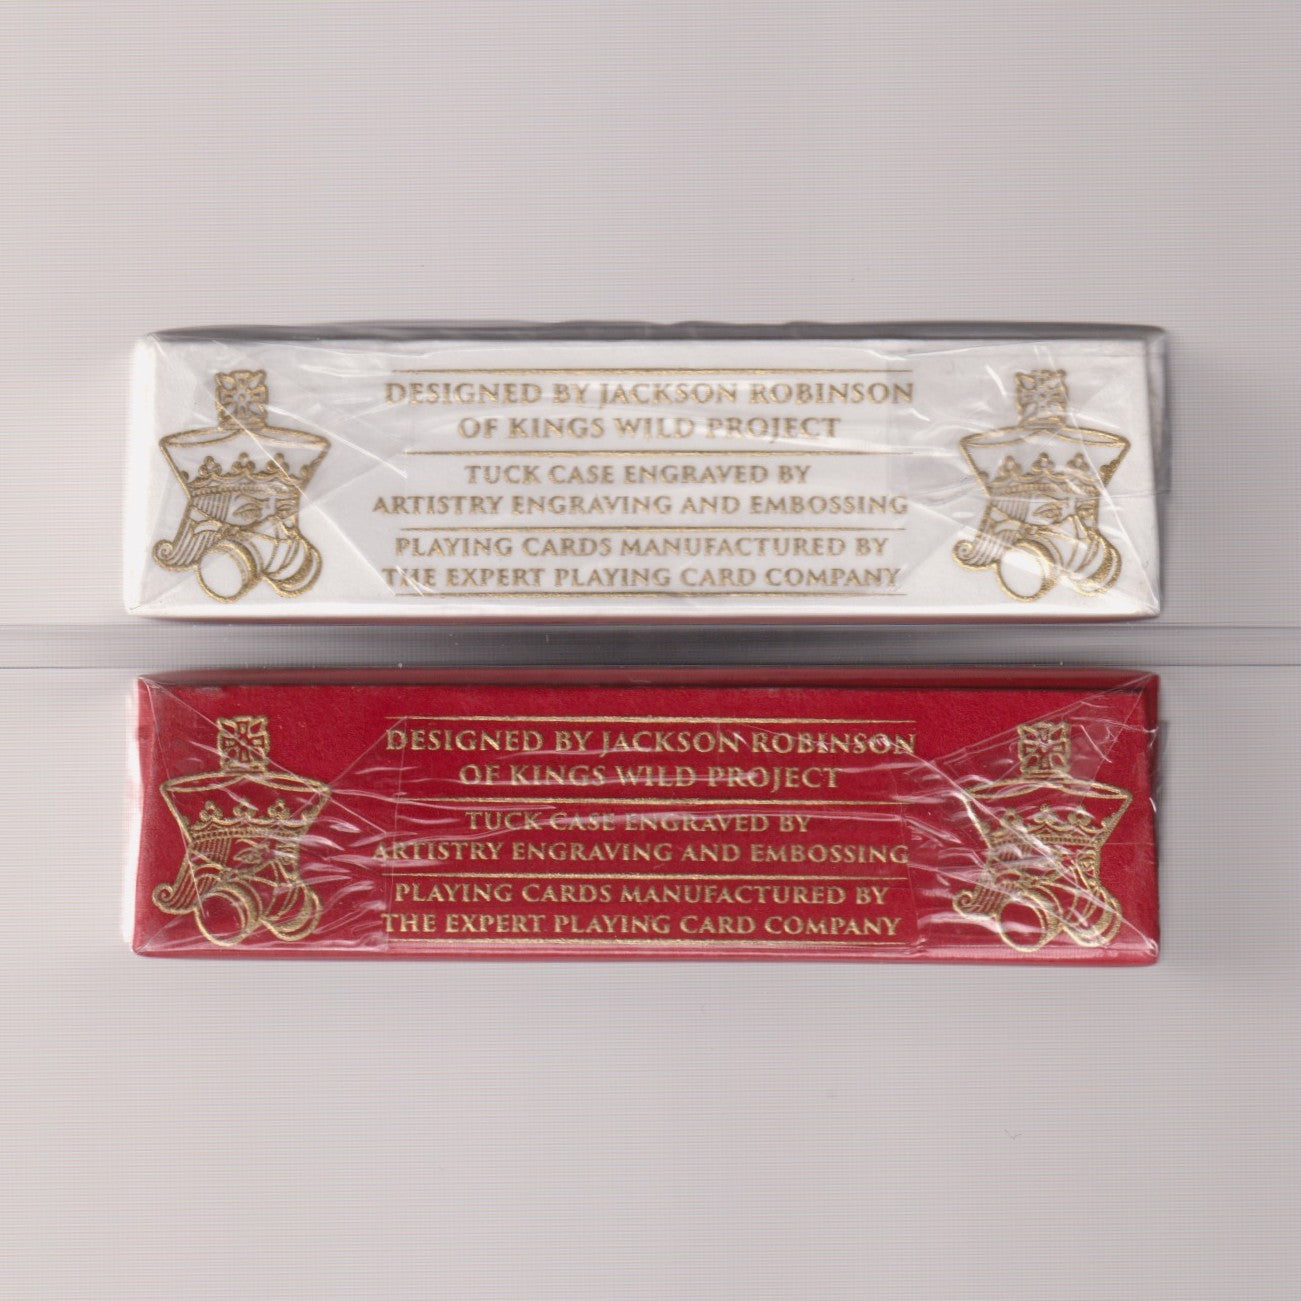 DESIGNED BY JACKSON ROBINSON
OF KINGS WILD PROJECT
TUCK CASE ENGRAVED BY
ARTISTRY ENGRAVING AND EMBOSSING
PLAYING CARDS MANUFACTURED BY
THE EXPERT PLAYING CARD COMPANY
DESIGNED BY JACKSON ROBINSON
OF KINGS WILD PROJECT
TUCK CASE ENGRAVED BY
ARTISTRY ENGRAVING AND EMBOSSING
PLAYING CARDS MANUFACTURED BY
THE EXPERT PLAYING CARD COMPANY